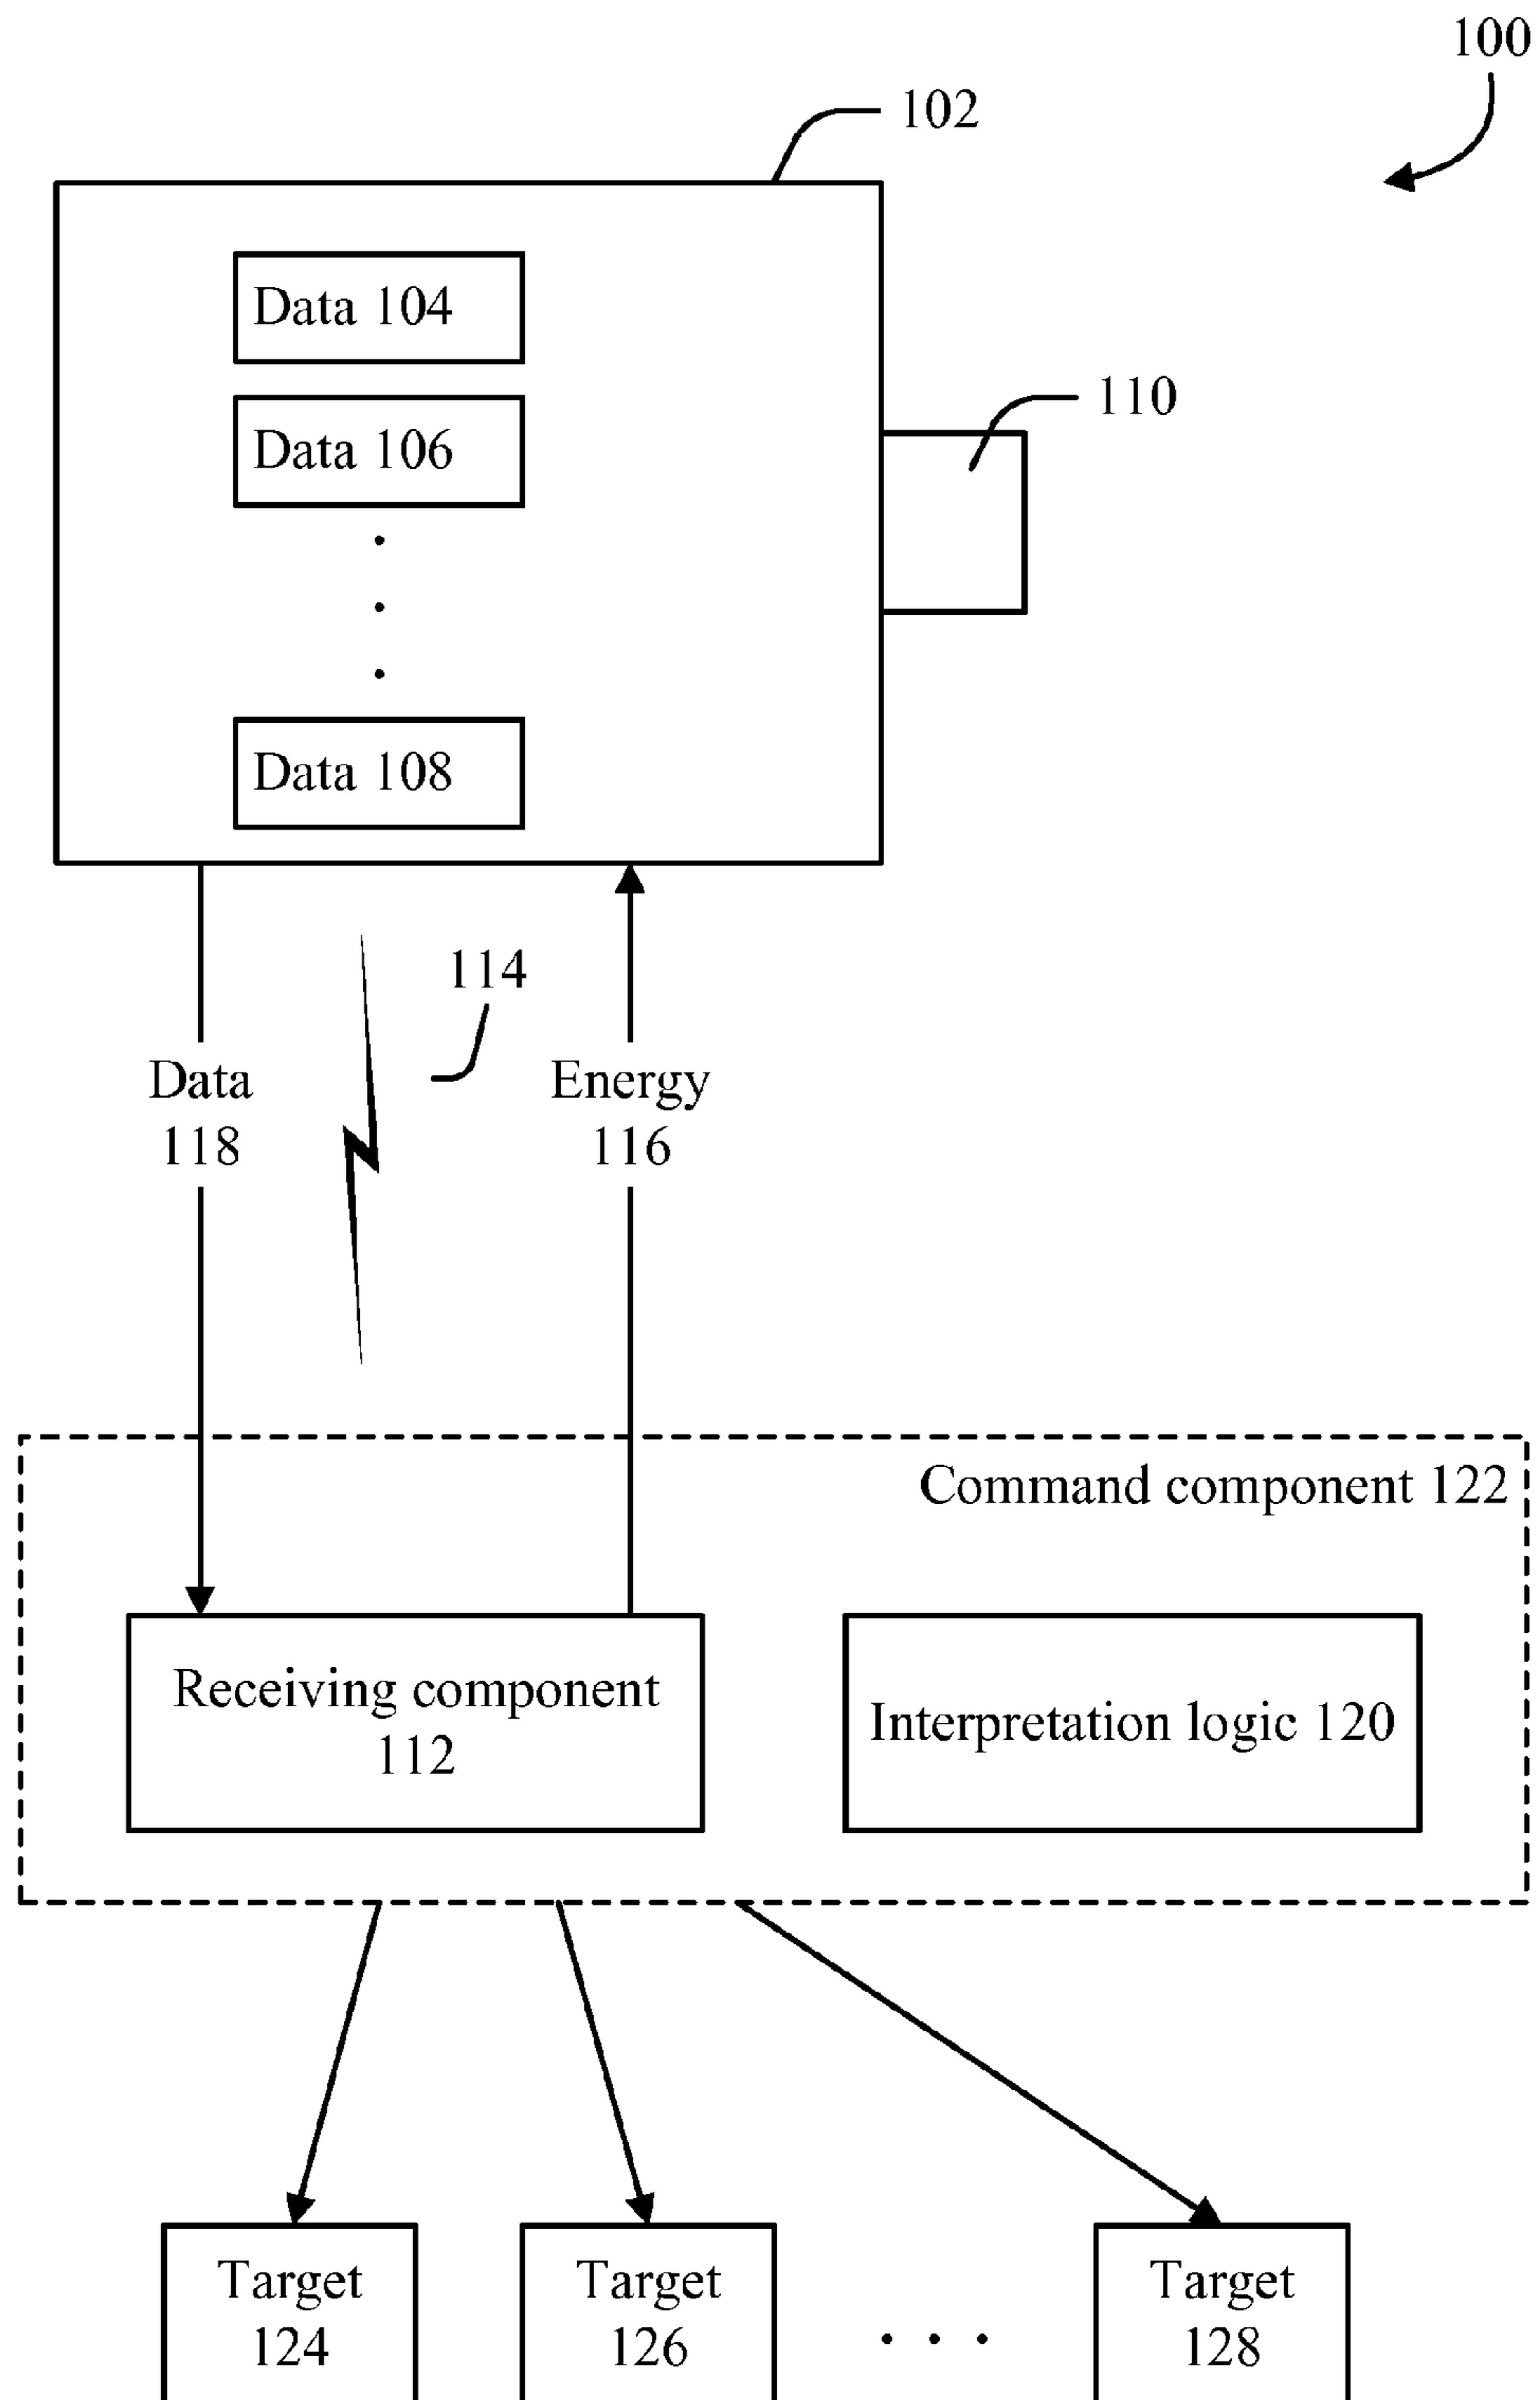 100
102
Data 104
110
Data 106
Data 108
114
Data
118
Energy
116
Command component 122
Receiving component
112
Interpretation logic 120
Target
124
Target
126
. . .
Target
128